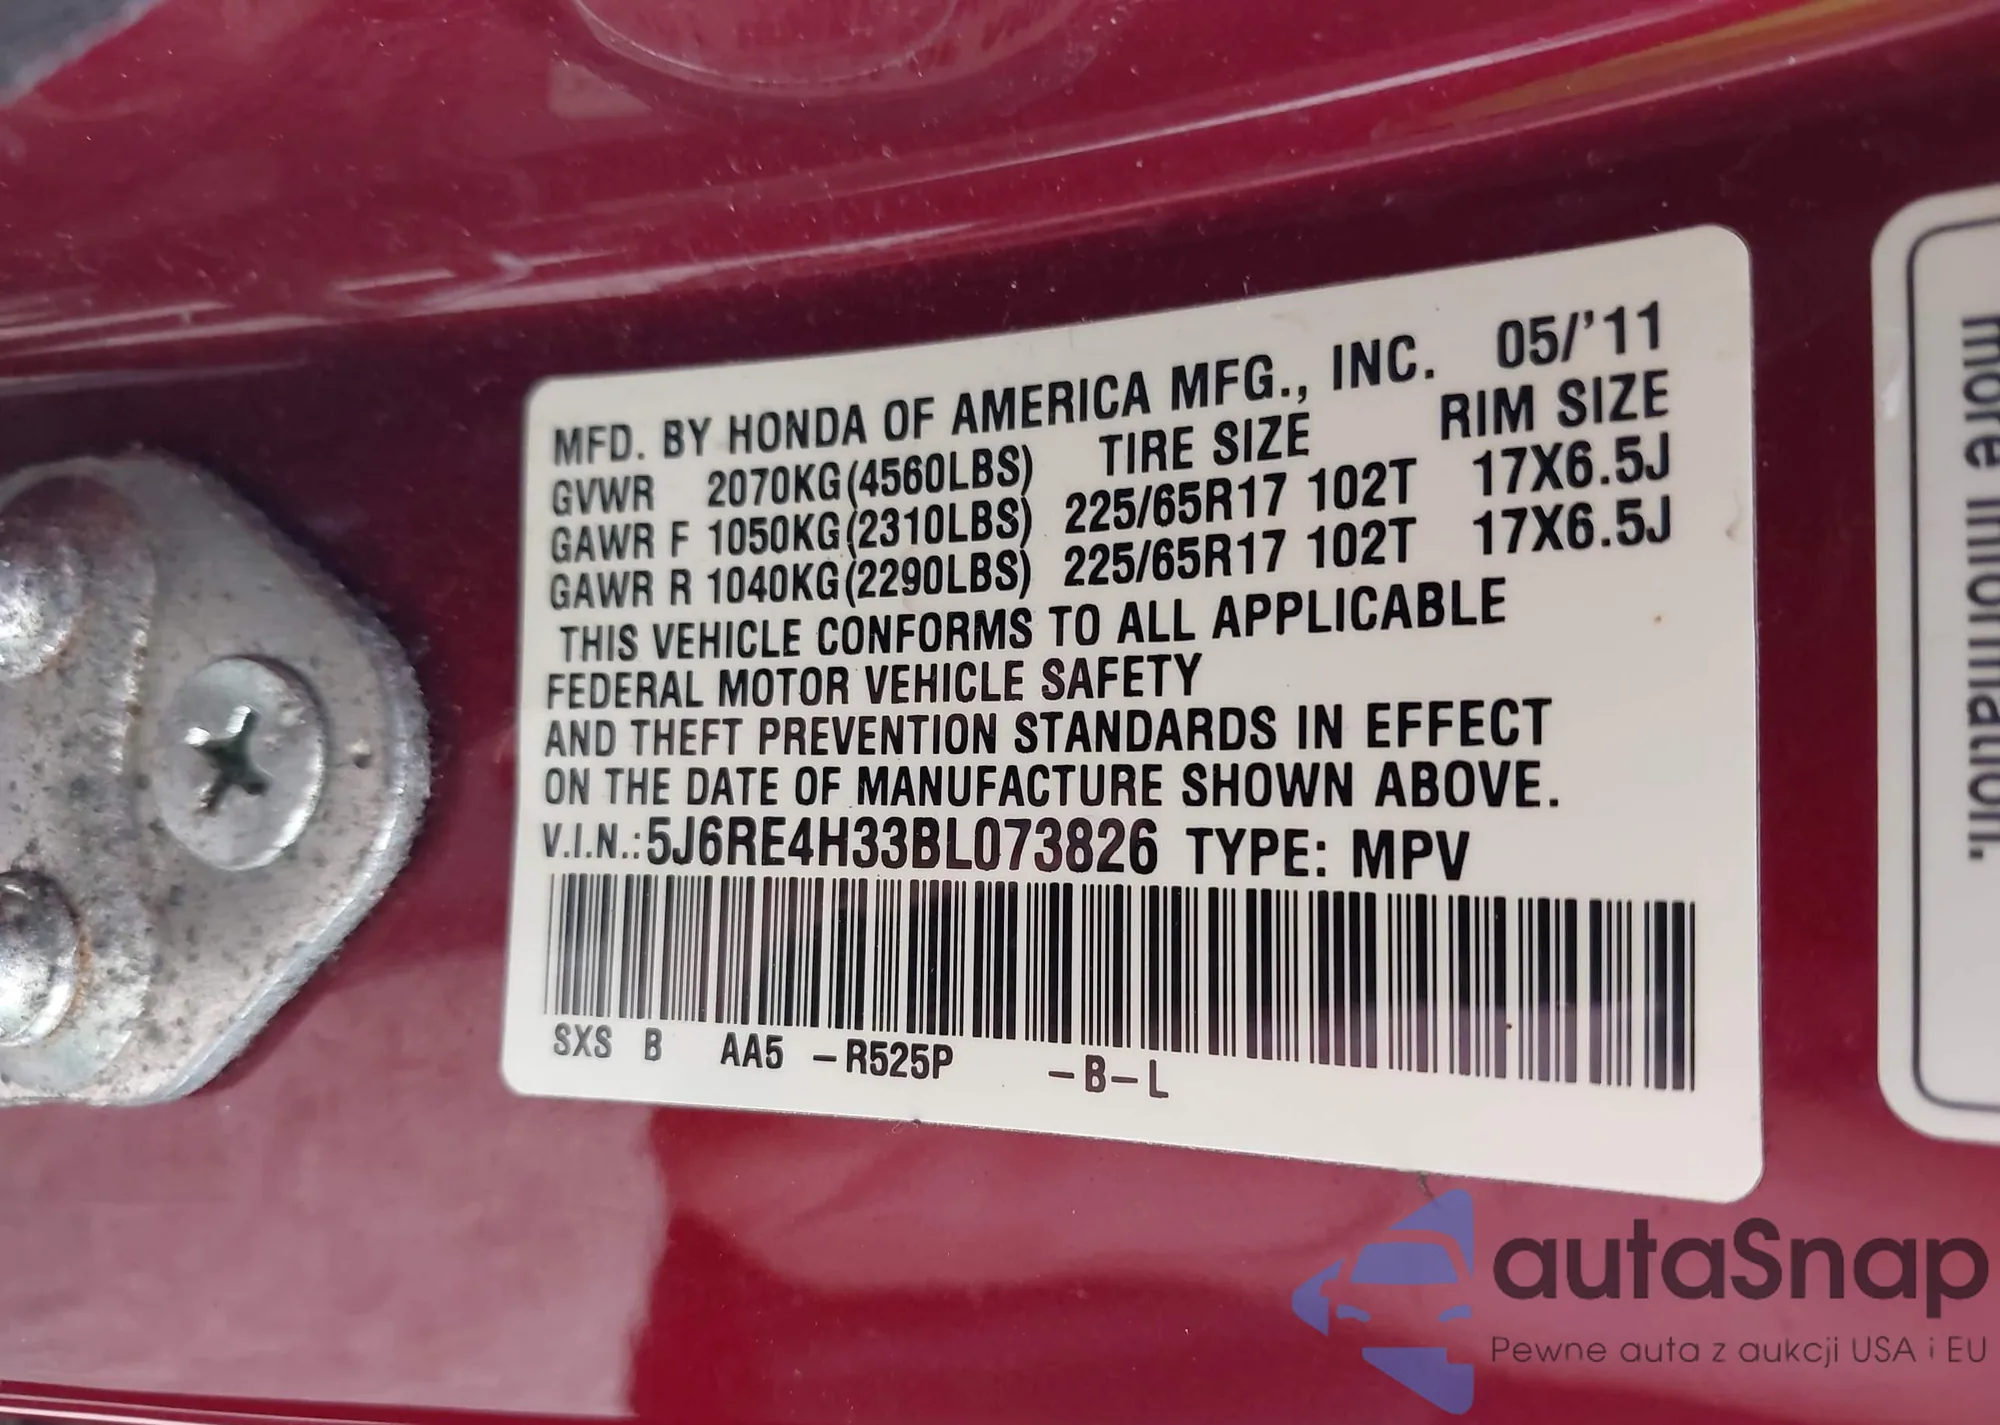 MFD. BY HONDA OF AMERICA MFG., INC. 05/'11
TIRE SIZE RIM SIZE
GVWR 2070KG(4560LBS)
GAWR F 1050KG(2310LBS) 225/65R17 102T 17X6.5J
GAWR R 1040KG(2290LBS) 225/65R17 102T 17X6.5J
THIS VEHICLE CONFORMS TO ALL APPLICABLE
FEDERAL MOTOR VEHICLE SAFETY
AND THEFT PREVENTION STANDARDS IN EFFECT
ON THE DATE OF MANUFACTURE SHOWN ABOVE.
V.I.N.: 5J6RE4H33BL073826 TYPE: MPV
SXS B AA5 -R525P -B-L
more information.
autaSnap
Pewne auta z aukcji USA i EU